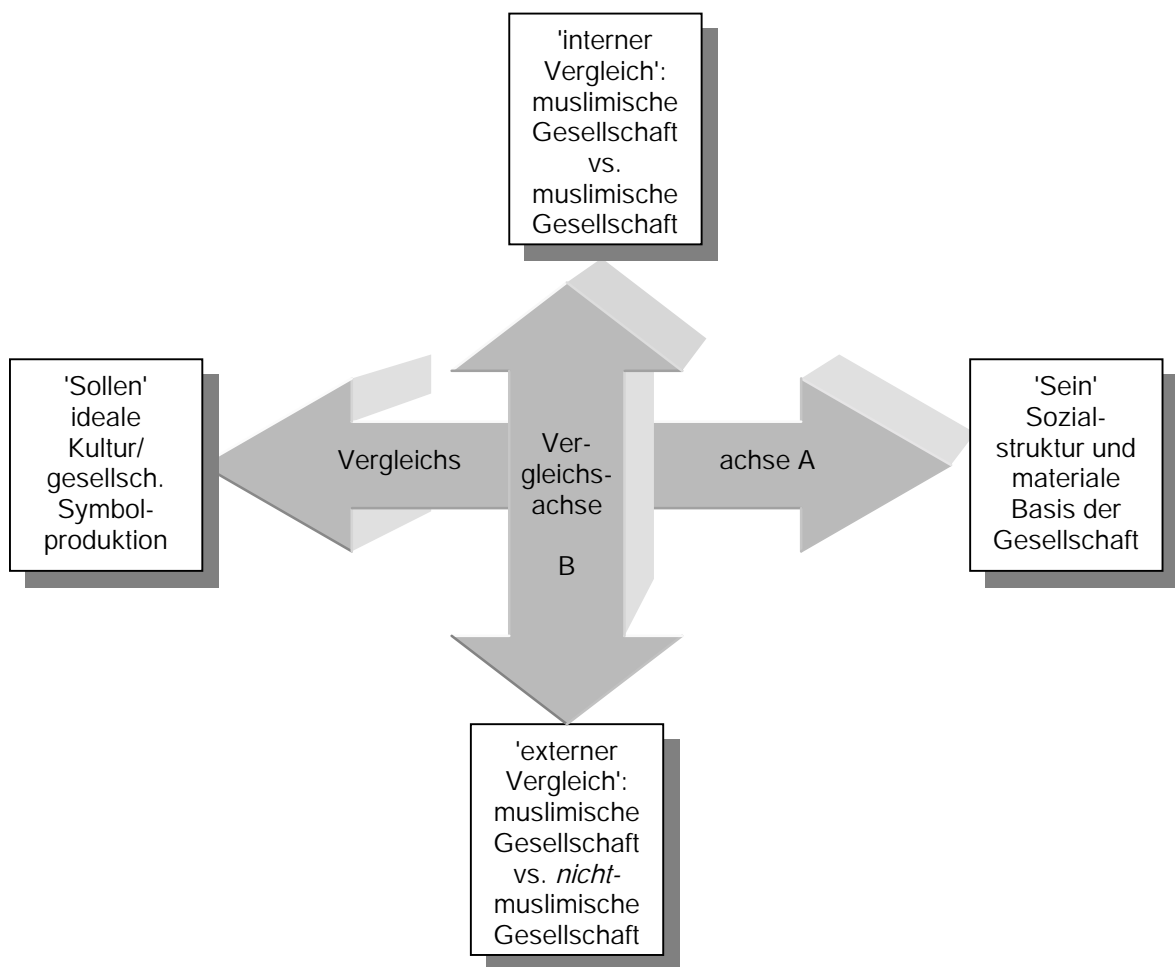 'interner
Vergleich':
muslimische
Gesellschaft
vs.
muslimische
Gesellschaft
'Sollen'
ideale
Kultur/
gesellsch.
Symbol-
produktion
Vergleichs
Ver-
gleichs-
achse
B
achse A
'Sein'
Sozial-
struktur und
materiale
Basis der
Gesellschaft
'externer
Vergleich':
muslimische
Gesellschaft
vs. nicht-
muslimische
Gesellschaft